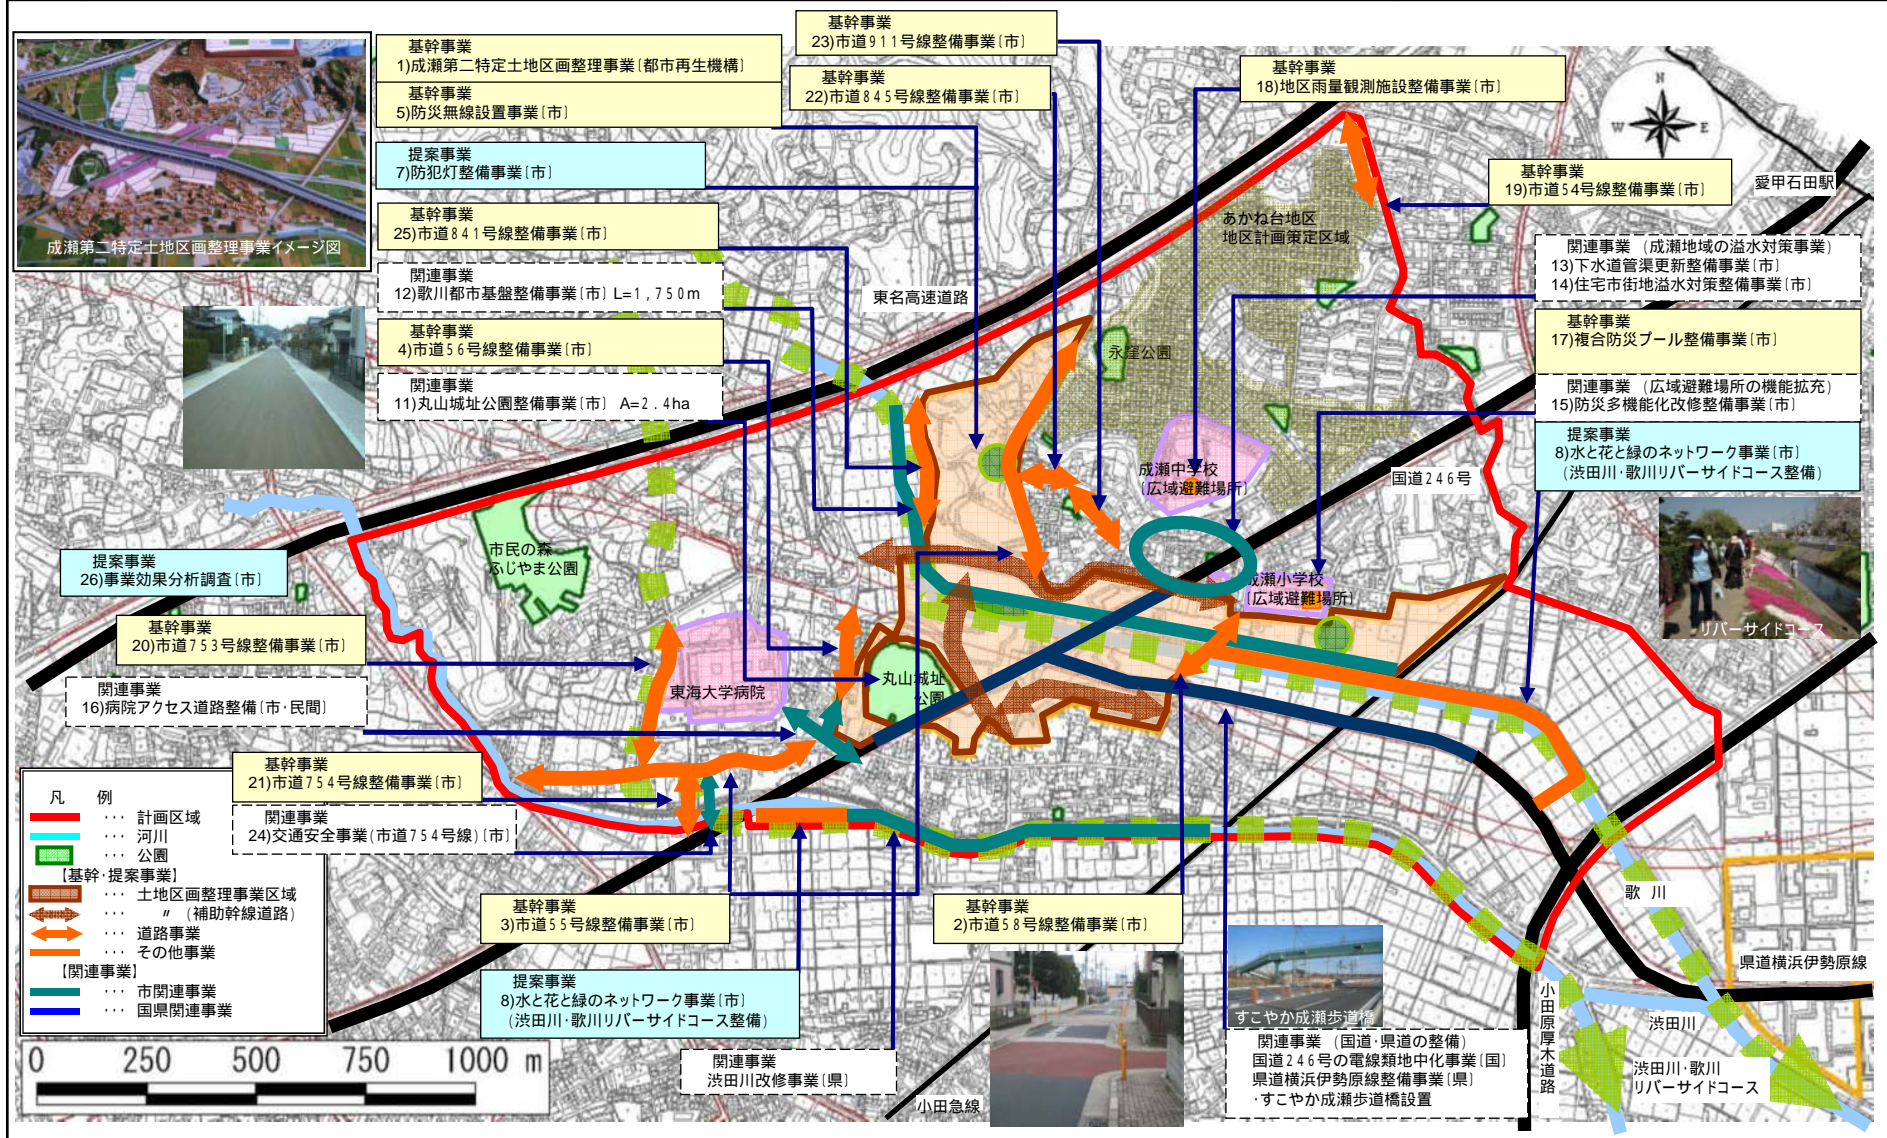 成瀬第二特定土地区画整理事業イメージ図
基幹事業
1)成瀬第二特定土地区画整理事業〔都市再生機構〕
基幹事業
5)防災無線設置事業〔市〕
提案事業
7)防犯灯整備事業〔市〕
基幹事業
25)市道841号線整備事業〔市〕
関連事業
12)歌川都市基盤整備事業〔市〕L=1,750m
基幹事業
4)市道56号線整備事業〔市〕
関連事業
11)丸山城址公園整備事業〔市〕 A=2.4ha
基幹事業
23)市道911号線整備事業〔市〕
基幹事業
22)市道845号線整備事業〔市〕
基幹事業
18)地区雨量観測施設整備事業〔市〕
N
W E
S
基幹事業
19)市道54号線整備事業〔市〕
愛甲石田駅
あかね台地区
地区計画策定区域
関連事業 (成瀬地域の溢水対策事業)
13)下水道管渠更新整備事業〔市〕
14)住宅市街地溢水対策整備事業〔市〕
基幹事業
17)複合防災プール整備事業〔市〕
関連事業 (広域避難場所の機能拡充)
15)防災多機能化改修整備事業〔市〕
提案事業
8)水と花と緑のネットワーク事業〔市〕
(渋田川・歌川リバーサイドコース整備)
東名高速道路
永窪公園
成瀬中学校
〔広域避難場所〕
国道246号
リバーサイドコース
市民の森
ふじやま公園
成瀬小学校
〔広域避難場所〕
提案事業
26)事業効果分析調査〔市〕
基幹事業
20)市道753号線整備事業〔市〕
関連事業
16)病院アクセス道路整備〔市・民間〕
東海大学病院
丸山城址
公園
基幹事業
21)市道754号線整備事業〔市〕
関連事業
24)交通安全事業(市道754号線)〔市〕
凡 例
… 計画区域
… 河川
… 公園
【基幹・提案事業】
… 土地区画整理事業区域
… 〃 (補助幹線道路)
… 道路事業
… その他事業
【関連事業】
… 市関連事業
… 国県関連事業
0 250 500 750 1000 m
基幹事業
3)市道55号線整備事業〔市〕
提案事業
8)水と花と緑のネットワーク事業〔市〕
(渋田川・歌川リバーサイドコース整備)
関連事業
渋田川改修事業〔県〕
小田急線
基幹事業
2)市道58号線整備事業〔市〕
すこやか成瀬歩道橋
関連事業 (国道・県道の整備)
国道246号の電線類地中化事業〔国〕
県道横浜伊勢原線整備事業〔県〕
・すこやか成瀬歩道橋設置
小田原厚木道路
歌川
県道横浜伊勢原線
渋田川
渋田川・歌川
リバーサイドコース